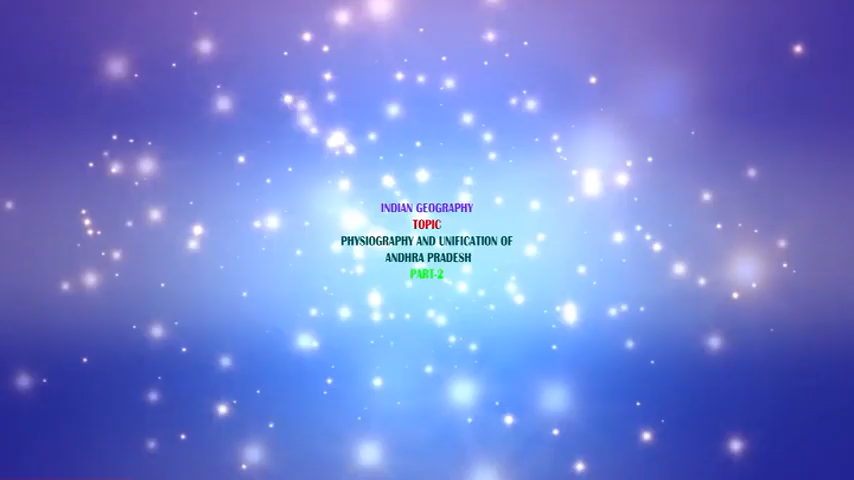 INDIAN GEOGRAPHY
TOPIC
PHYSIOGRAPHY AND UNIFICATION OF
ANDHRA PRADESH
PART-2